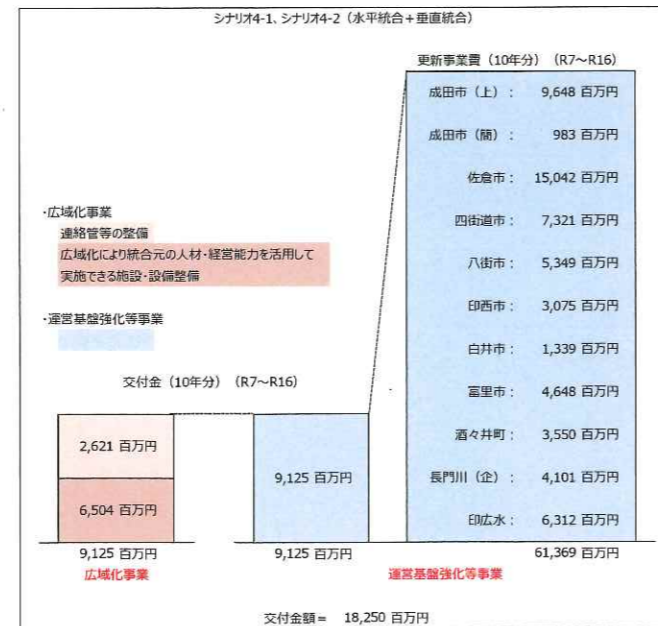 シナリオ4-1、シナリオ4-2（水平統合＋垂直統合）
更新事業費（10年分）（R7～R16）
成田市（上）： 9,648 百万円
成田市（簡）： 983 百万円
佐倉市： 15,042 百万円
四街道市： 7,321 百万円
八街市： 5,349 百万円
印西市： 3,075 百万円
白井市： 1,339 百万円
富里市： 4,648 百万円
酒々井町： 3,550 百万円
長門川（企）： 4,101 百万円
印広水： 6,312 百万円
61,369 百万円
・広域化事業
連絡管等の整備
広域化により統合元の人材・経営能力を活用して
実施できる施設・設備整備
・運営基盤強化等事業
交付金（10年分）（R7～R16）
2,621 百万円
6,504 百万円
9,125 百万円
広域化事業
9,125 百万円
9,125 百万円
運営基盤強化等事業
交付金額＝ 18,250 百万円